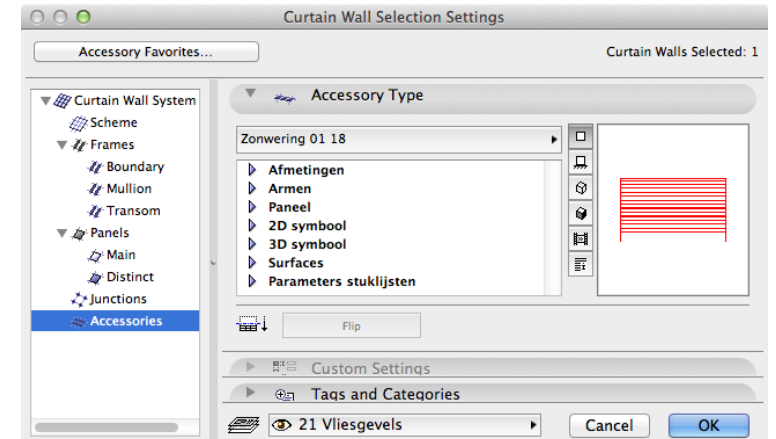 Curtain Wall Selection Settings
Accessory Favorites...
Curtain Walls Selected: 1
Curtain Wall System
Scheme
Frames
Boundary
Mullion
Transom
Panels
Main
Distinct
Junctions
Accessories
Accessory Type
Zonwering 01 18
Afmetingen
Armen
Paneel
2D symbool
3D symbool
Surfaces
Parameters stuklijsten
Flip
Custom Settings
Tags and Categories
21 Vliesgevels
Cancel
OK